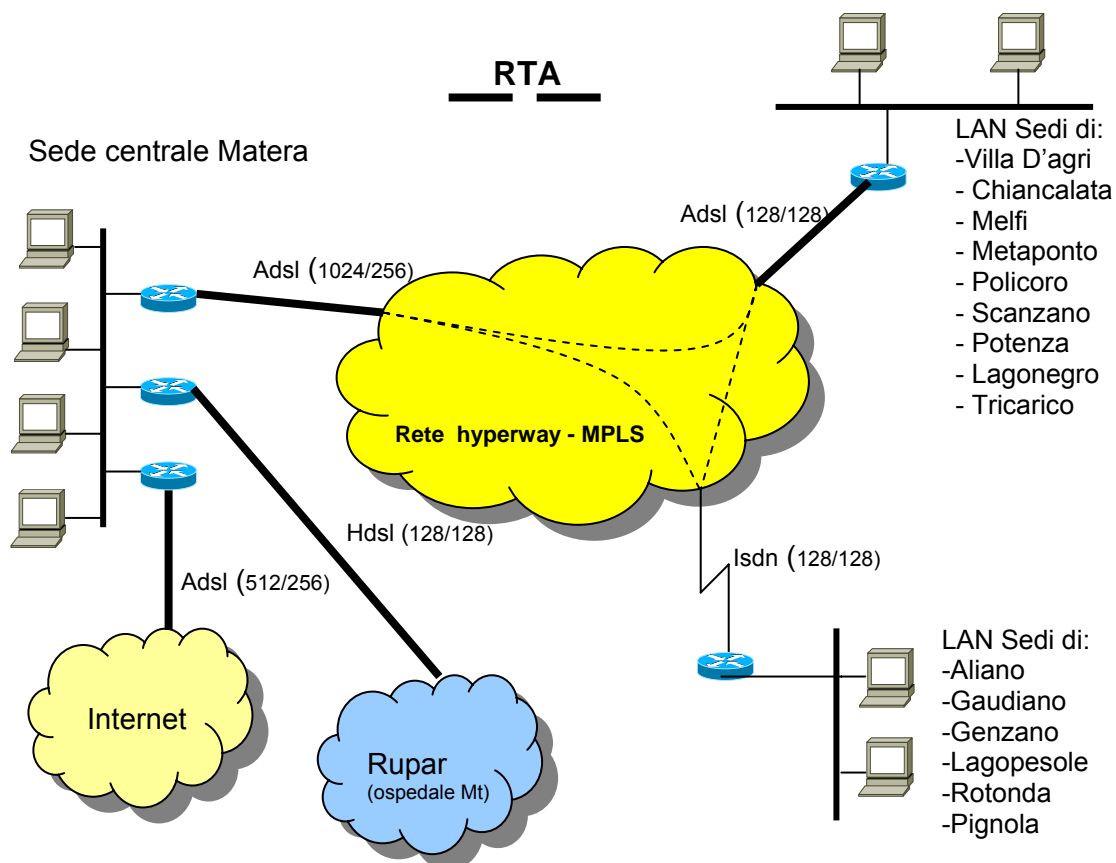 RTA
Sede centrale Matera
LAN Sedi di:
-Villa D'agri
- Chiancalata
- Melfi
- Metaponto
- Policoro
- Scanzano
- Potenza
- Lagonegro
- Tricarico
Adsl (128/128)
Adsl (1024/256)
Rete hyperway - MPLS
Hdsl (128/128)
Isdn (128/128)
Adsl (512/256)
Internet
Rupar
(ospedale Mt)
LAN Sedi di:
-Aliano
-Gaudiano
-Genzano
-Lagopesole
-Rotonda
-Pignola